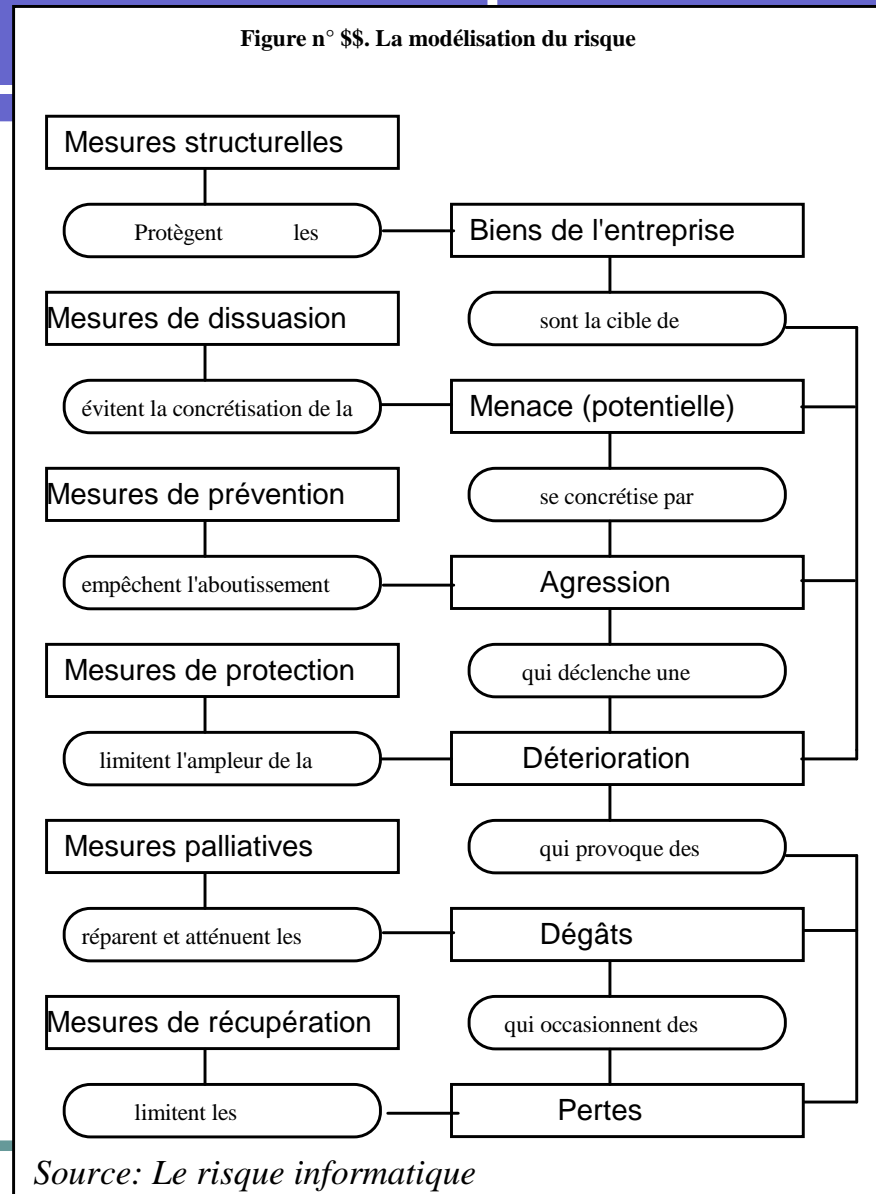 Figure n° $$. La modélisation du risque
Mesures structurelles
Protègent les
Biens de l'entreprise
Mesures de dissuasion
sont la cible de
évitent la concrétisation de la
Menace (potentielle)
Mesures de prévention
se concrétise par
empêchent l'aboutissement
Agression
Mesures de protection
qui déclenche une
limitent l'ampleur de la
Déterioration
Mesures palliatives
qui provoque des
réparent et atténuent les
Dégâts
Mesures de récupération
qui occasionnent des
limitent les
Pertes
Source: Le risque informatique